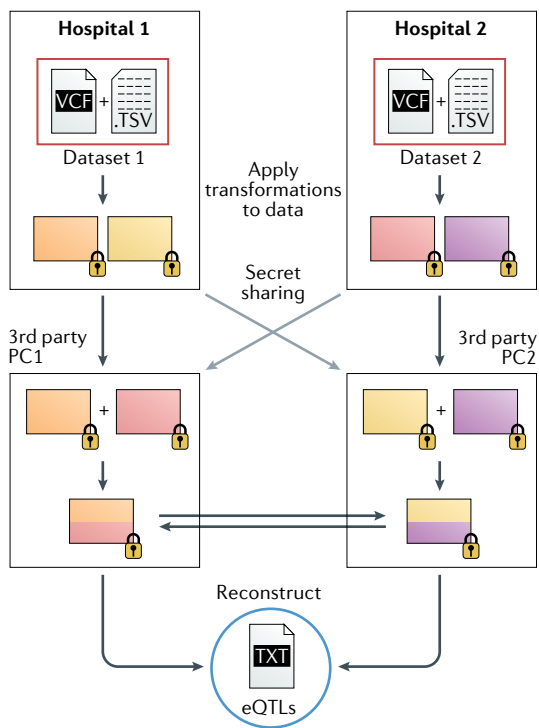 Hospital 1
VCF
+
.TSV
Dataset 1
Hospital 2
VCF
+
.TSV
Dataset 2
Apply
transformations
to data
Secret
sharing
3rd party
PC1
3rd party
PC2
+
+
Reconstruct
TXT
eQTLs